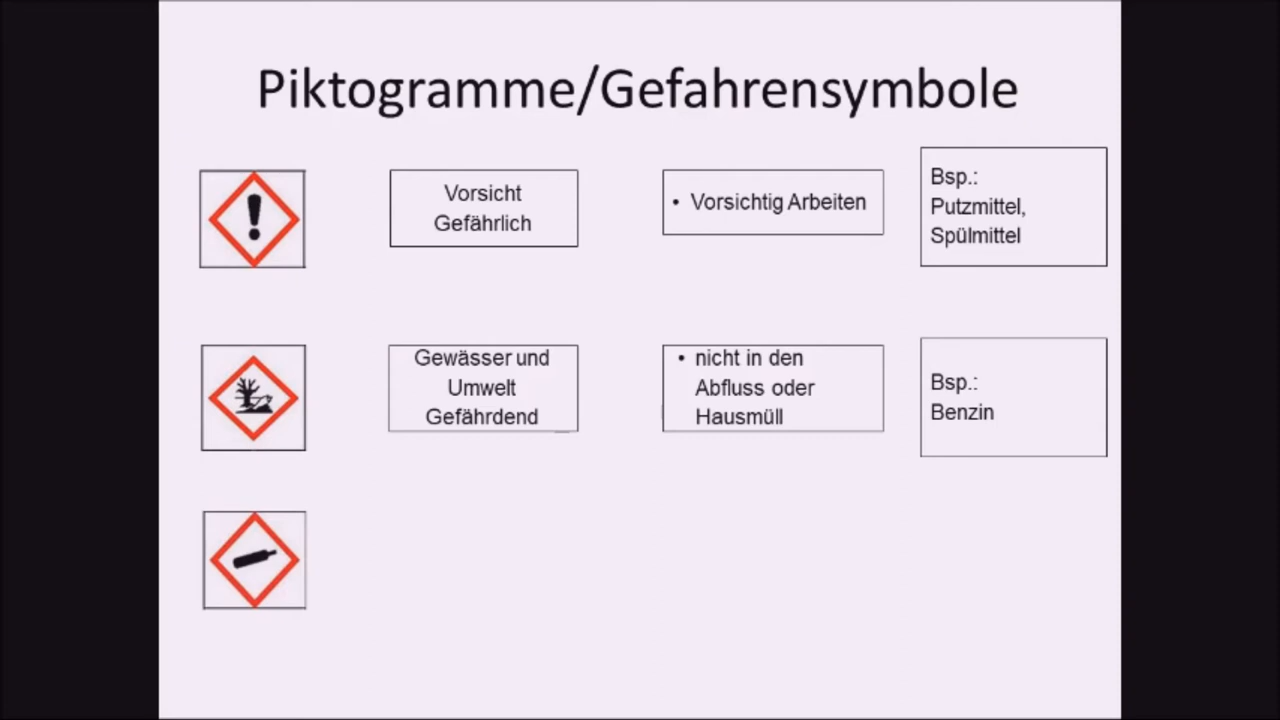 Piktogramme/Gefahrensymbole
Vorsicht
Gefährlich
• Vorsichtig Arbeiten
Bsp.:
Putzmittel,
Spülmittel
Gewässer und
Umwelt
Gefährdend
• nicht in den
Abfluss oder
Hausmüll
Bsp.:
Benzin